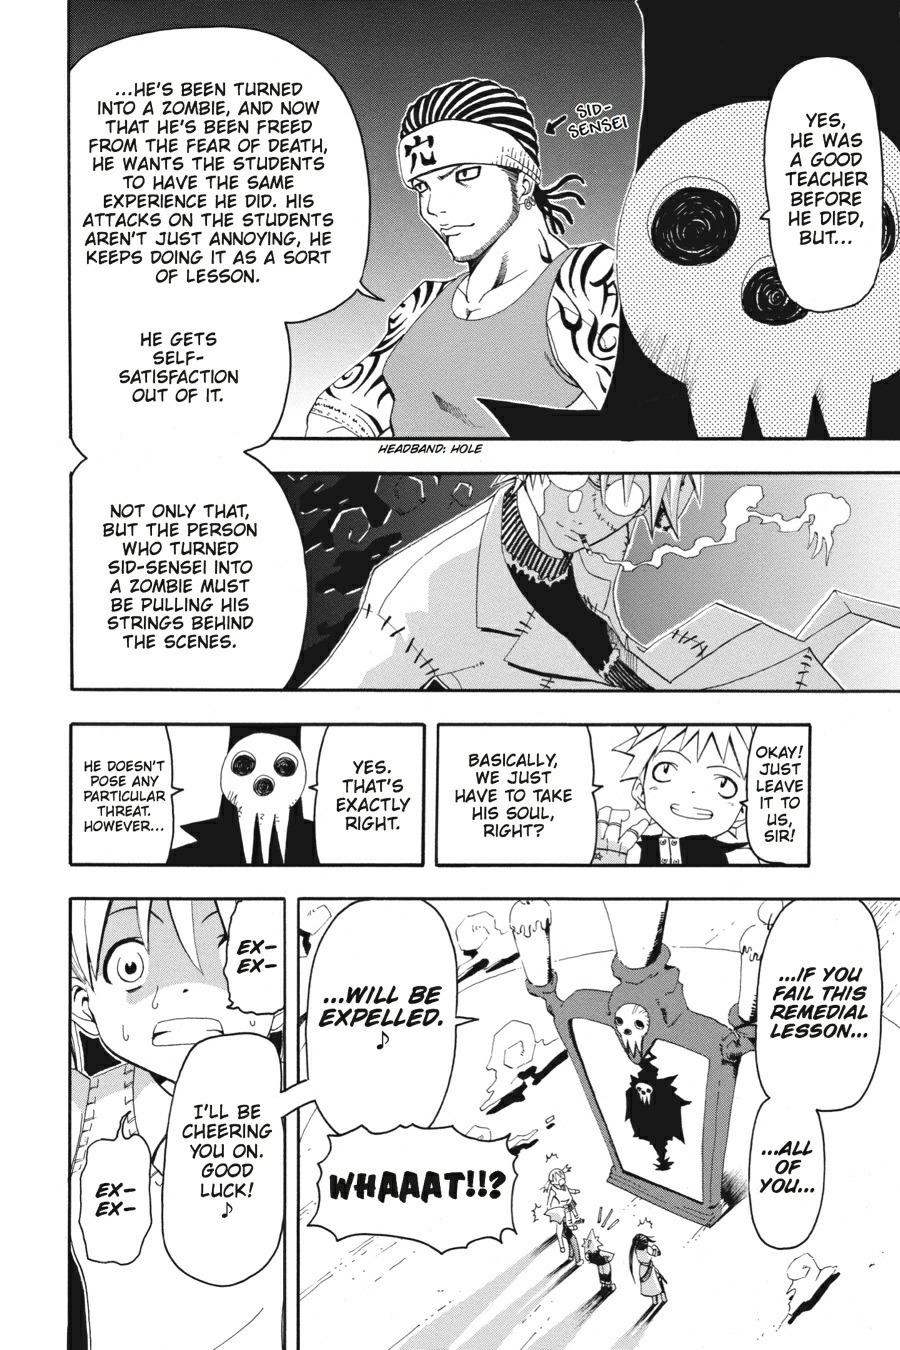 YES,
HE WAS
A GOOD
TEACHER
BEFORE
HE DIED,
BUT...
SID-
SENSEI
穴
...HE'S BEEN TURNED
INTO A ZOMBIE, AND NOW
THAT HE'S BEEN FREED
FROM THE FEAR OF DEATH,
HE WANTS THE STUDENTS
TO HAVE THE SAME
EXPERIENCE HE DID. HIS
ATTACKS ON THE STUDENTS
AREN'T JUST ANNOYING, HE
KEEPS DOING IT AS A SORT
OF LESSON.
HE GETS
SELF-
SATISFACTION
OUT OF IT.
HEADBAND: HOLE
NOT ONLY THAT,
BUT THE PERSON
WHO TURNED
SID-SENSEI INTO
A ZOMBIE MUST
BE PULLING HIS
STRINGS BEHIND
THE SCENES.
OKAY!
JUST
LEAVE
IT TO
US,
SIR!
BASICALLY,
WE JUST
HAVE TO TAKE
HIS SOUL,
RIGHT?
YES.
THAT'S
EXACTLY
RIGHT.
HE DOESN'T
POSE ANY
PARTICULAR
THREAT.
HOWEVER...
...IF YOU
FAIL THIS
REMEDIAL
LESSON...
...ALL
OF
YOU...
...WILL BE
EXPELLED.
♪
WHAAAT!!?
EX-
EX-
I'LL BE
CHEERING
YOU ON.
GOOD
LUCK!
♪
EX-
EX-